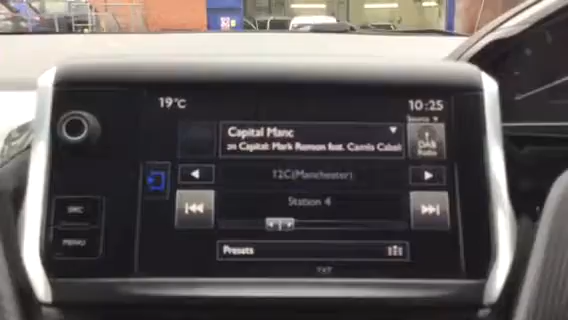 19°C
10:25
Source
Capital Manc
on Capital: Mark Ronson feat. Camila Cabel
DAB
Radio
12C(Manchester)
Station 4
SRC
MENU
1
Presets
TXT